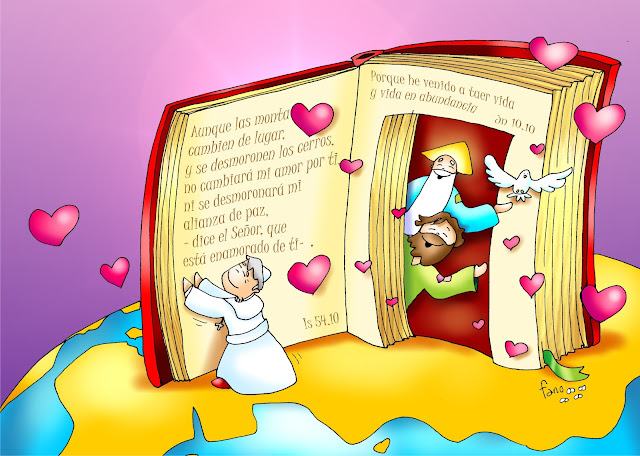 Aunque las monta
cambien de lugar,
y se desmoronen los cerros,
no cambiará mi amor por ti
ni se desmoronará mi
alianza de paz,
- dice el Señor, que
está enamorado de ti- .
Is 54.10
Porque he venido a traer vida
y vida en abundancia
Jn 10.10
fano